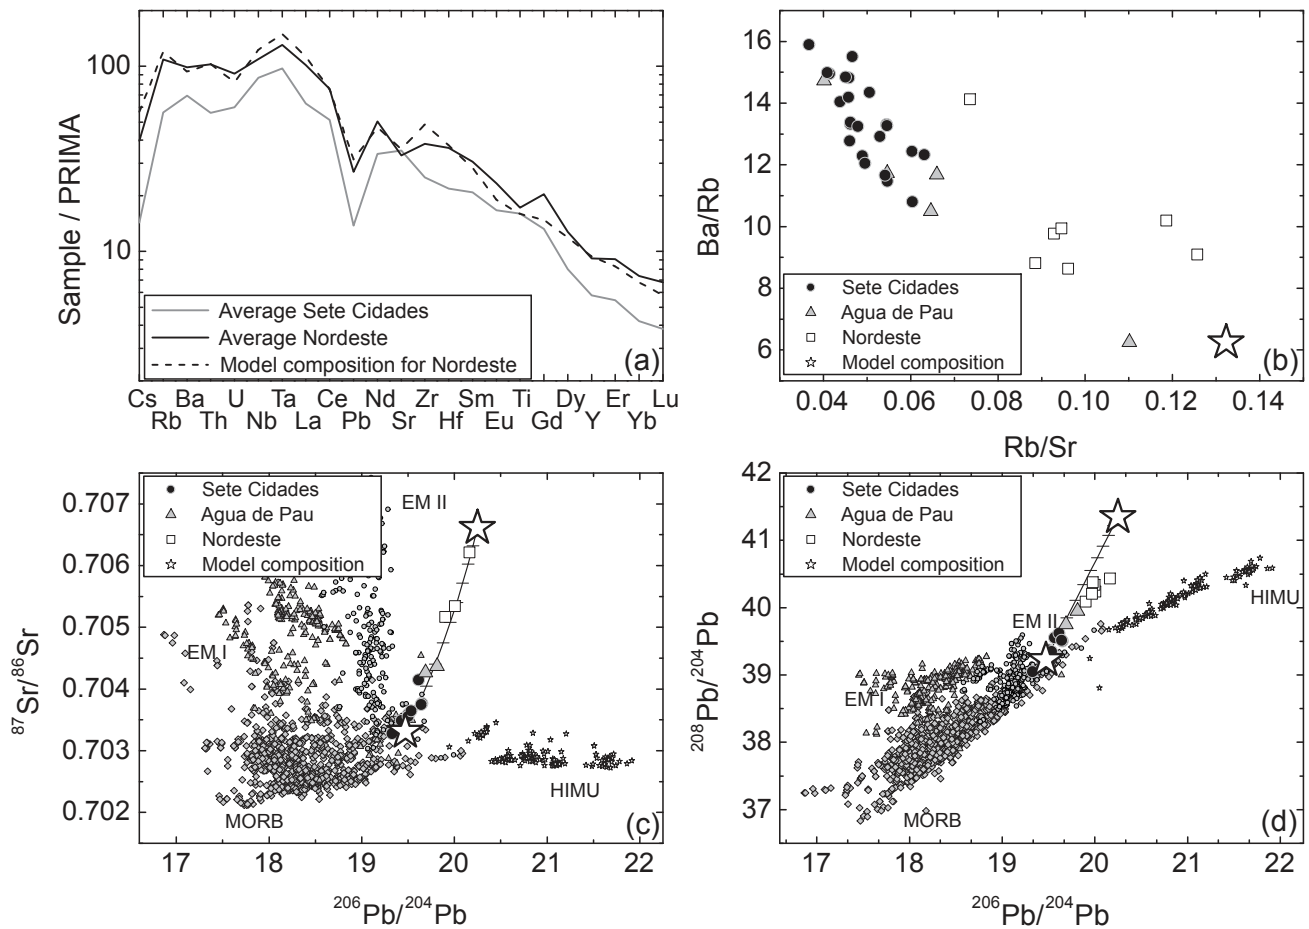 100
10
Sample / PRIMA
Average Sete Cidades
Average Nordeste
Model composition for Nordeste
(a)
Cs Ba U Ta Ce Nd Zr Sm Ti Dy Er Lu
Rb Th Nb La Pb Sr Hf Eu Gd Y Yb
16
14
12
10
8
6
Ba/Rb
Sete Cidades
Agua de Pau
Nordeste
Model composition
(b)
0.04 0.06 0.08 0.10 0.12 0.14
Rb/Sr
0.707
0.706
0.705
0.704
0.703
0.702
87Sr/86Sr
Sete Cidades
Agua de Pau
Nordeste
Model composition
EM II
EM I
HIMU
MORB
(c)
17 18 19 20 21 22
206Pb/204Pb
42
41
40
39
38
37
208Pb/204Pb
Sete Cidades
Agua de Pau
Nordeste
Model composition
HIMU
EM II
EM I
MORB
(d)
17 18 19 20 21 22
206Pb/204Pb